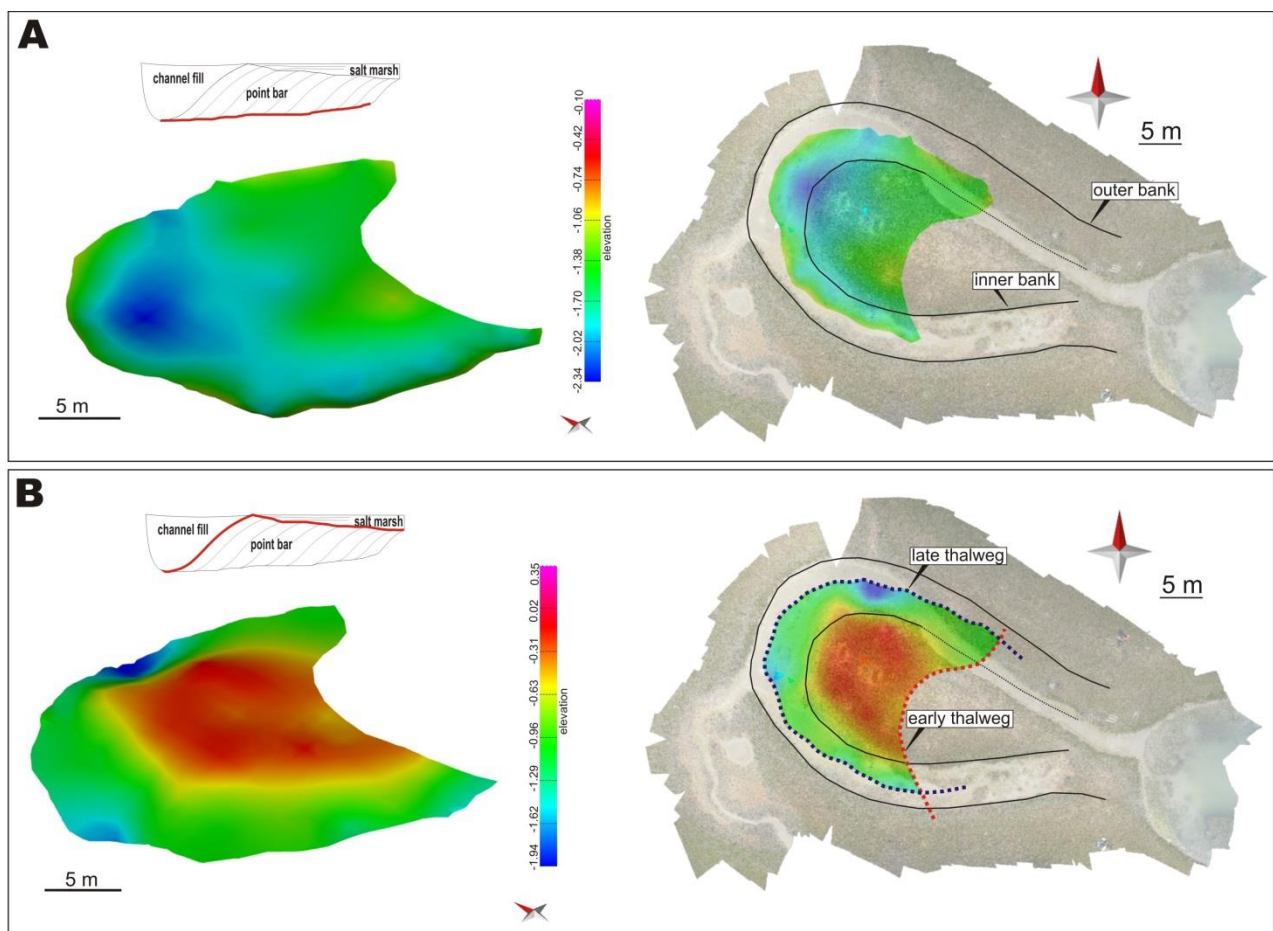 A
channel fill
salt marsh
point bar
-0.10
-0.42
-0.74
-1.06
-1.38
-1.70
-2.02
-2.34
elevation
5 m
5 m
outer bank
inner bank
B
channel fill
salt marsh
point bar
0.35
0.02
-0.31
-0.63
-0.96
-1.29
-1.62
-1.94
elevation
5 m
5 m
late thalweg
early thalweg